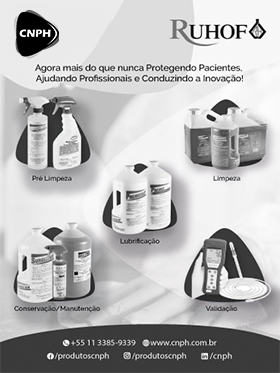 CNPH
RUHOF
Agora mais do que nunca Protegendo Pacientes,
Ajudando Profissionais e Conduzindo a Inovação!
Pré Limpeza
Limpeza
Lubrificação
Conservação/Manutenção
Validação
+55 11 3385-9339 www.cnph.com.br
/produtoscnph /produtoscnph /cnph